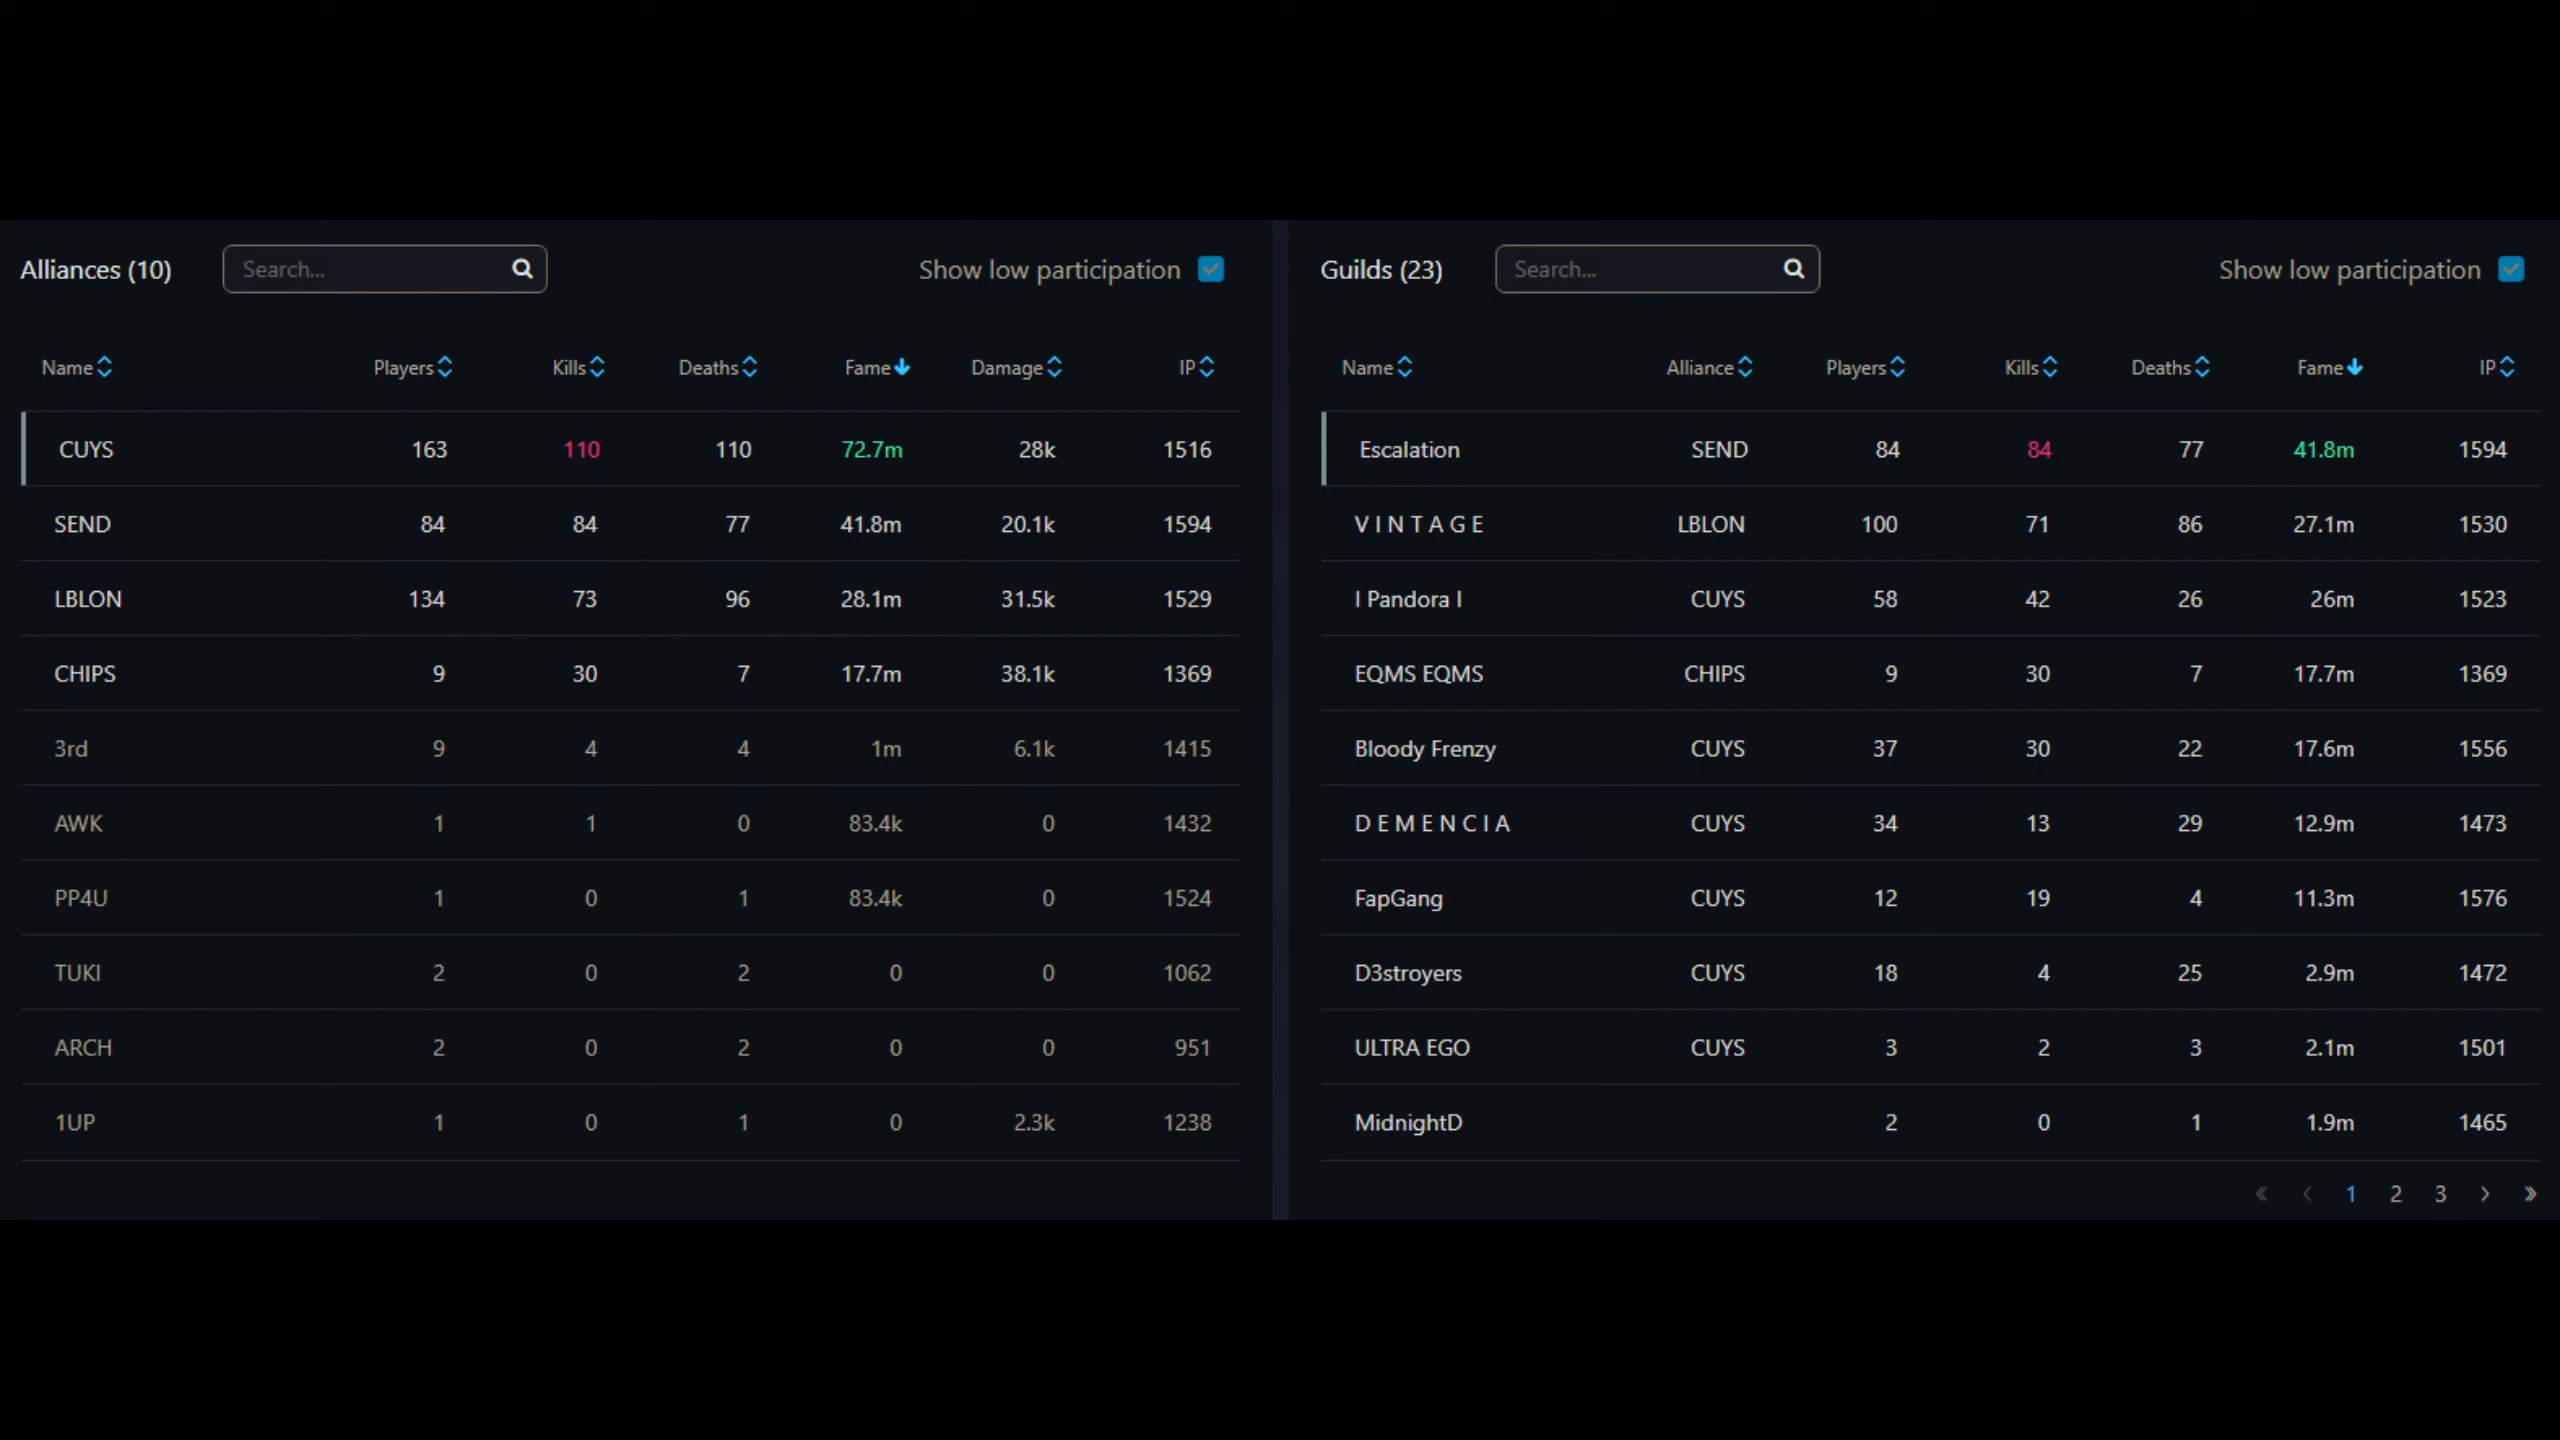 Alliances (10) Search... Show low participation
Name Players Kills Deaths Fame Damage IP
CUYS 163 110 110 72.7m 28k 1516
SEND 84 84 77 41.8m 20.1k 1594
LBLON 134 73 96 28.1m 31.5k 1529
CHIPS 9 30 7 17.7m 38.1k 1369
3rd 9 4 4 1m 6.1k 1415
AWK 1 1 0 83.4k 0 1432
PP4U 1 0 1 83.4k 0 1524
TUKI 2 0 2 0 0 1062
ARCH 2 0 2 0 0 951
1UP 1 0 1 0 2.3k 1238
Guilds (23) Search... Show low participation
Name Alliance Players Kills Deaths Fame IP
Escalation SEND 84 84 77 41.8m 1594
V I N T A G E LBLON 100 71 86 27.1m 1530
I Pandora I CUYS 58 42 26 26m 1523
EQMS EQMS CHIPS 9 30 7 17.7m 1369
Bloody Frenzy CUYS 37 30 22 17.6m 1556
D E M E N C I A CUYS 34 13 29 12.9m 1473
FapGang CUYS 12 19 4 11.3m 1576
D3stroyers CUYS 18 4 25 2.9m 1472
ULTRA EGO CUYS 3 2 3 2.1m 1501
MidnightD 2 0 1 1.9m 1465
« ‹ 1 2 3 › »